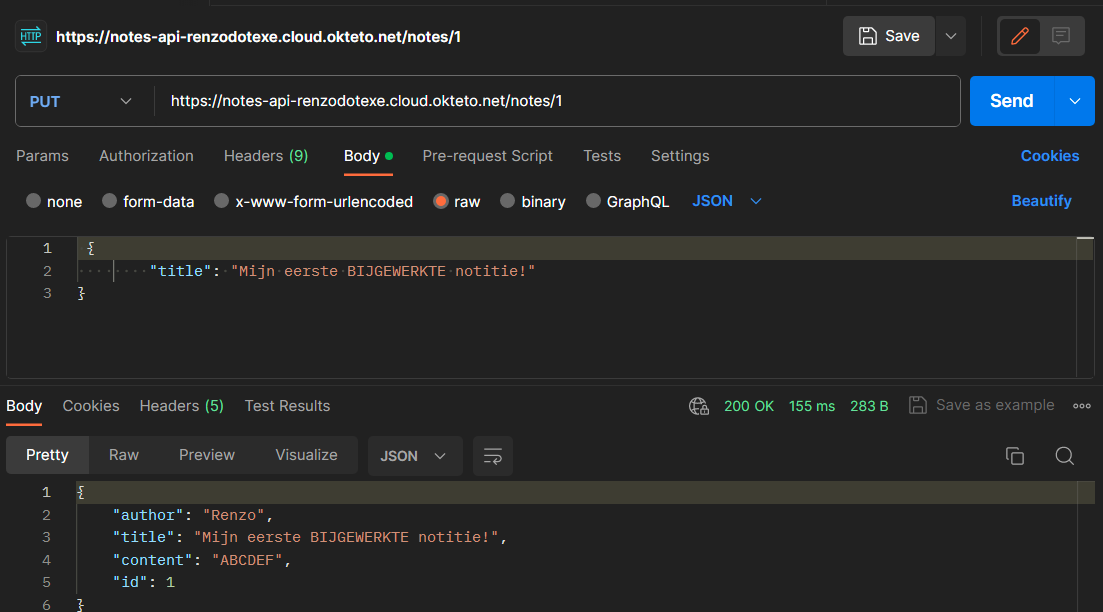 HTTP https://notes-api-renzodotexe.cloud.okteto.net/notes/1 Save
PUT https://notes-api-renzodotexe.cloud.okteto.net/notes/1 Send
Params Authorization Headers (9) Body Pre-request Script Tests Settings Cookies
none form-data x-www-form-urlencoded raw binary GraphQL JSON Beautify
1 {
2 "title": "Mijn eerste BIJGEWERKTE notitie!"
3 }
Body Cookies Headers (5) Test Results 200 OK 155 ms 283 B Save as example
Pretty Raw Preview Visualize JSON
1 {
2 "author": "Renzo",
3 "title": "Mijn eerste BIJGEWERKTE notitie!",
4 "content": "ABCDEF",
5 "id": 1
6 }